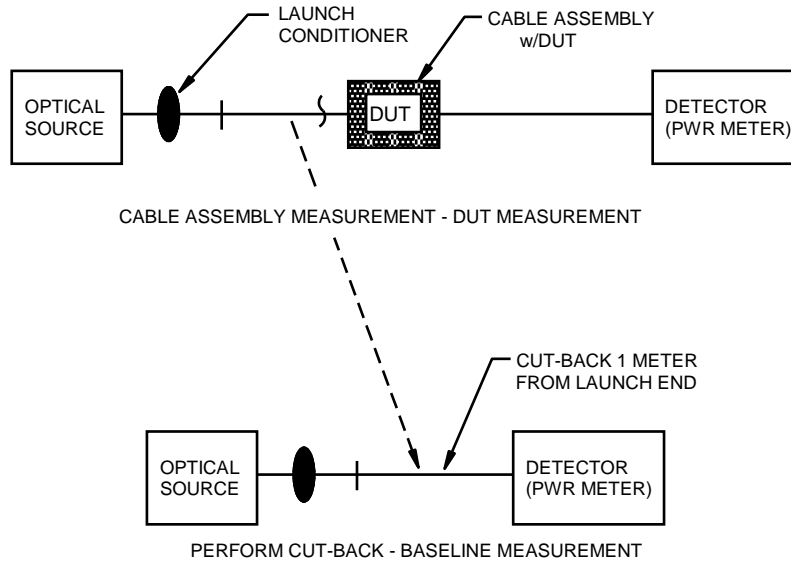 LAUNCH
CONDITIONER
CABLE ASSEMBLY
w/DUT
OPTICAL
SOURCE
DUT
DETECTOR
(PWR METER)
CABLE ASSEMBLY MEASUREMENT - DUT MEASUREMENT
CUT-BACK 1 METER
FROM LAUNCH END
OPTICAL
SOURCE
DETECTOR
(PWR METER)
PERFORM CUT-BACK - BASELINE MEASUREMENT